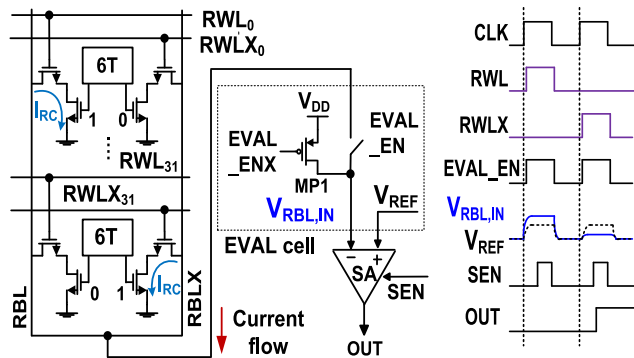 RWL0
RWLX0
6T
IRC
1
0
RWL31
RWLX31
6T
0
1
IRC
RBL
RBLX
VDD
EVAL
_ENX
MP1
EVAL
_EN
VRBL,IN
VREF
EVAL cell
− +
SA
SEN
OUT
Current
flow
CLK
RWL
RWLX
EVAL_EN
VRBL,IN
VREF
SEN
OUT